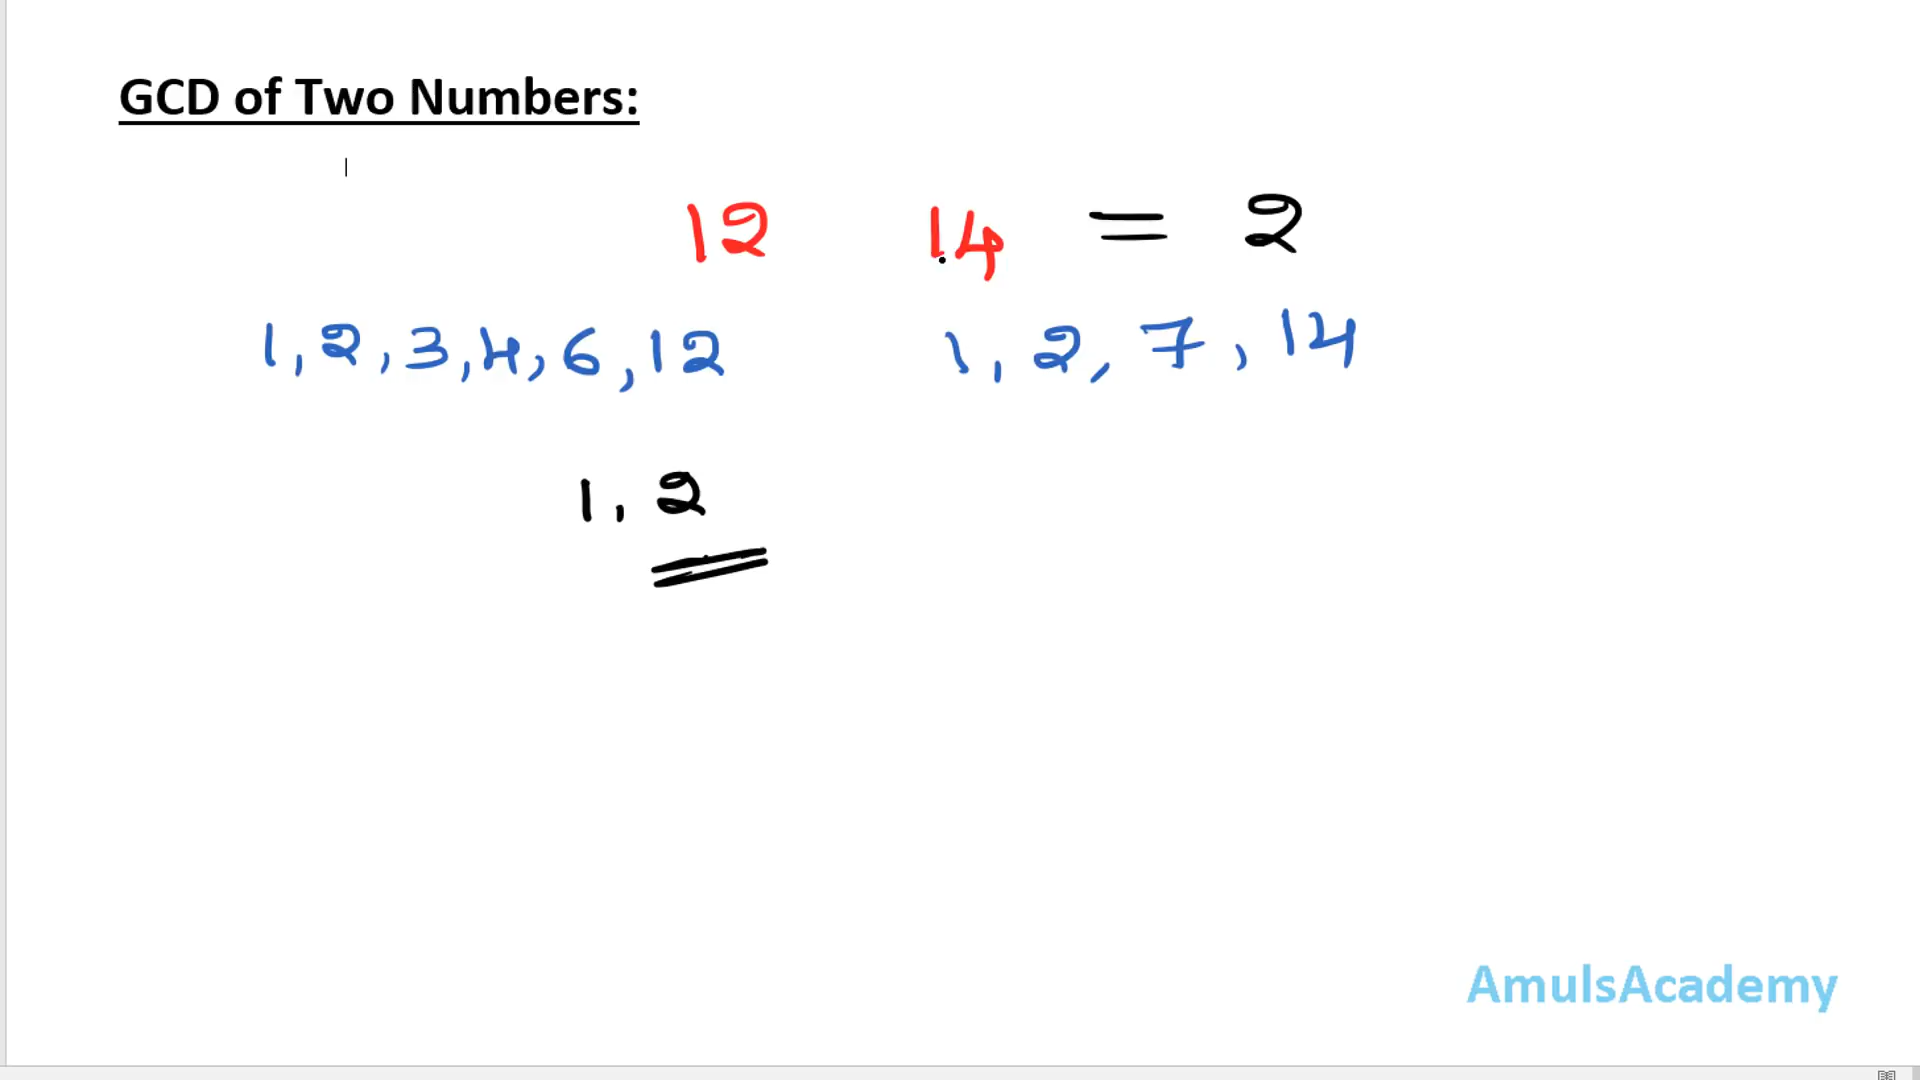 GCD of Two Numbers:
12 14 = 2
1, 2, 3, 4, 6, 12 1, 2, 7, 14
1, 2
AmulsAcademy